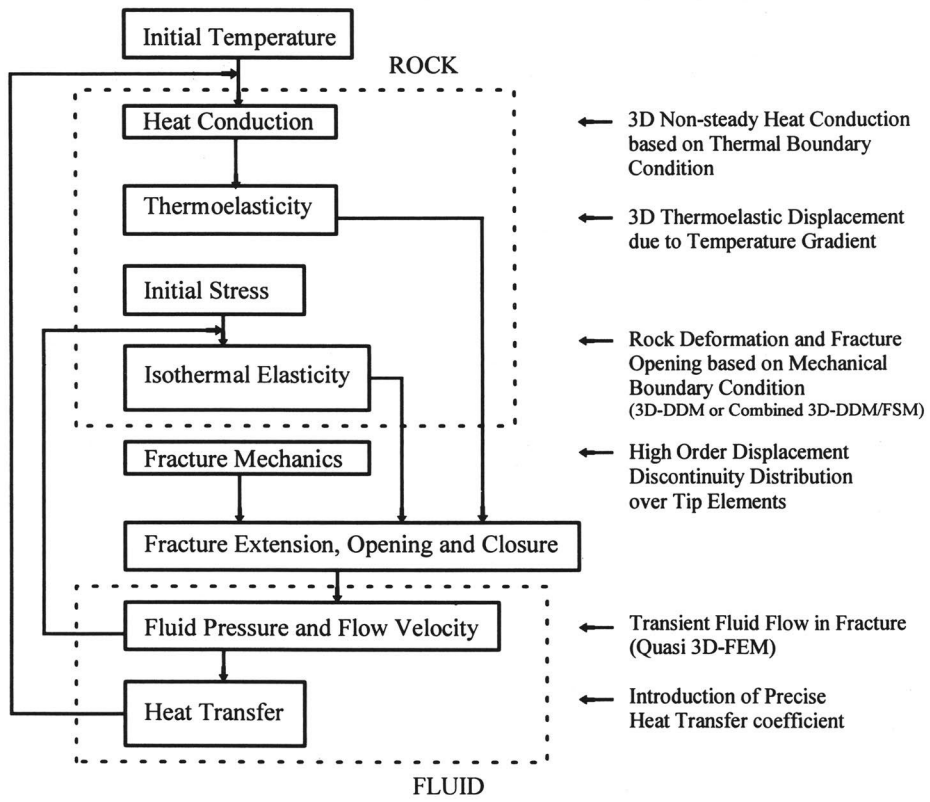 Initial Temperature
ROCK
Heat Conduction
Thermoelasticity
Initial Stress
Isothermal Elasticity
Fracture Mechanics
Fracture Extension, Opening and Closure
Fluid Pressure and Flow Velocity
Heat Transfer
FLUID
3D Non-steady Heat Conduction
based on Thermal Boundary
Condition
3D Thermoelastic Displacement
due to Temperature Gradient
Rock Deformation and Fracture
Opening based on Mechanical
Boundary Condition
(3D-DDM or Combined 3D-DDM/FSM)
High Order Displacement
Discontinuity Distribution
over Tip Elements
Transient Fluid Flow in Fracture
(Quasi 3D-FEM)
Introduction of Precise
Heat Transfer coefficient